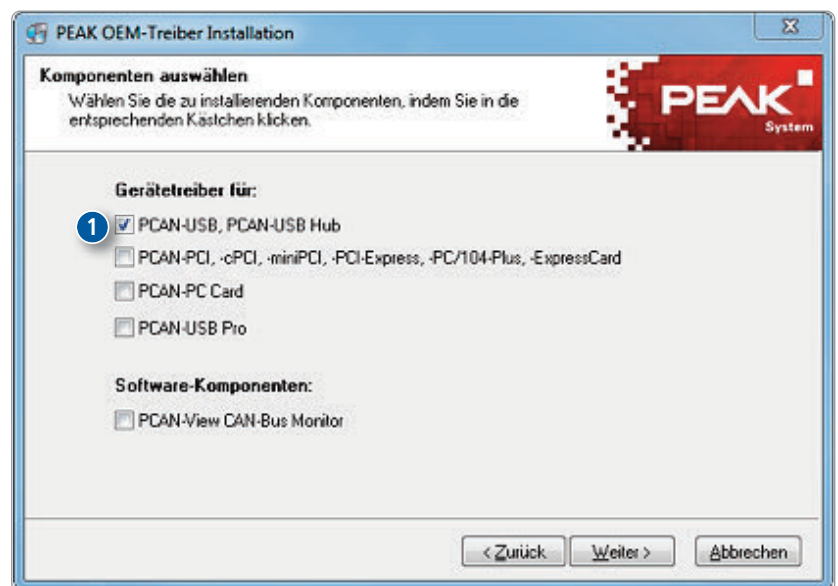 PEAK OEM-Treiber Installation
Komponenten auswählen
Wählen Sie die zu installierenden Komponenten, indem Sie in die
entsprechenden Kästchen klicken.
PEAK
System
Gerätetreiber für:
1 PCAN-USB, PCAN-USB Hub
PCAN-PCI, -cPCI, -miniPCI, -PCI-Express, -PC/104-Plus, -ExpressCard
PCAN-PC Card
PCAN-USB Pro
Software-Komponenten:
PCAN-View CAN-Bus Monitor
< Zurück Weiter > Abbrechen